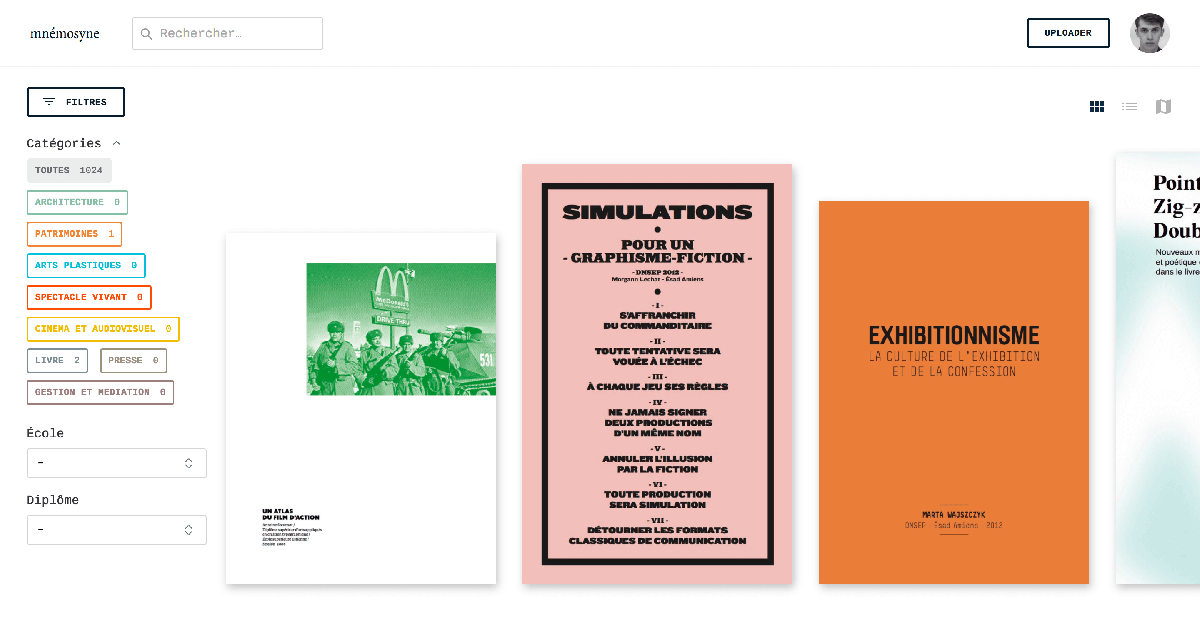 mnémosyne
Rechercher…
UPLOADER
FILTRES
Catégories
TOUTES 1024
ARCHITECTURE 0
PATRIMOINES 1
ARTS PLASTIQUES 0
SPECTACLE VIVANT 0
CINEMA ET AUDIOVISUEL 0
LIVRE 2
PRESSE 0
GESTION ET MEDIATION 0
École
–
Diplôme
–
McDonald's
DRIVE THRU
531
UN ATLAS
DU FILM D'ACTION
SIMULATIONS
POUR UN
- GRAPHISME-FICTION -
- DNSEP 2012 -
Morgane Lechat - Ésad Amiens
- I -
S'AFFRANCHIR
DU COMMANDITAIRE
- II -
TOUTE TENTATIVE SERA
VOUÉE À L'ÉCHEC
- III -
À CHAQUE JEU SES RÈGLES
- IV -
NE JAMAIS SIGNER
DEUX PRODUCTIONS
D'UN MÊME NOM
- V -
ANNULER L'ILLUSION
PAR LA FICTION
- VI -
TOUTE PRODUCTION
SERA SIMULATION
- VII -
DÉTOURNER LES FORMATS
CLASSIQUES DE COMMUNICATION
EXHIBITIONNISME
LA CULTURE DE L'EXHIBITION
ET DE LA CONFESSION
MARTA WAJSZCZYK
DNSEP - Ésad Amiens - 2012
Point
Zig-z
Doub
Nouveaux m
et poétique
dans le livre